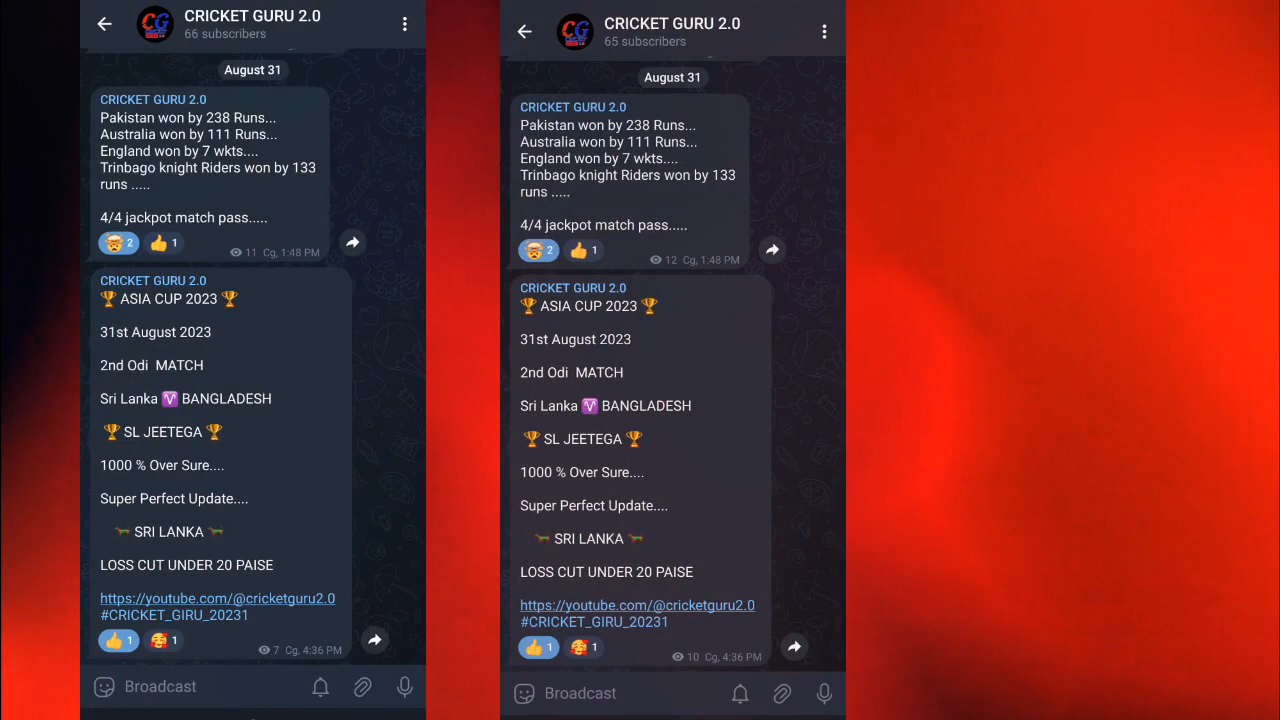 CRICKET GURU 2.0
66 subscribers
August 31
CRICKET GURU 2.0
Pakistan won by 238 Runs...
Australia won by 111 Runs...
England won by 7 wkts....
Trinbago knight Riders won by 133
runs .....
4/4 jackpot match pass.....
🤯 2 👍 1
11 Cg, 1:48 PM
CRICKET GURU 2.0
🏆 ASIA CUP 2023 🏆
31st August 2023
2nd Odi MATCH
Sri Lanka ♈ BANGLADESH
🏆 SL JEETEGA 🏆
1000 % Over Sure....
Super Perfect Update....
🐅 SRI LANKA 🐅
LOSS CUT UNDER 20 PAISE
https://youtube.com/@cricketguru2.0
#CRICKET_GIRU_20231
👍 1 🥰 1
7 Cg, 4:36 PM
Broadcast
CRICKET GURU 2.0
65 subscribers
August 31
CRICKET GURU 2.0
Pakistan won by 238 Runs...
Australia won by 111 Runs...
England won by 7 wkts....
Trinbago knight Riders won by 133
runs .....
4/4 jackpot match pass.....
🤯 2 👍 1
12 Cg, 1:48 PM
CRICKET GURU 2.0
🏆 ASIA CUP 2023 🏆
31st August 2023
2nd Odi MATCH
Sri Lanka ♈ BANGLADESH
🏆 SL JEETEGA 🏆
1000 % Over Sure....
Super Perfect Update....
🐅 SRI LANKA 🐅
LOSS CUT UNDER 20 PAISE
https://youtube.com/@cricketguru2.0
#CRICKET_GIRU_20231
👍 1 🥰 1
10 Cg, 4:36 PM
Broadcast